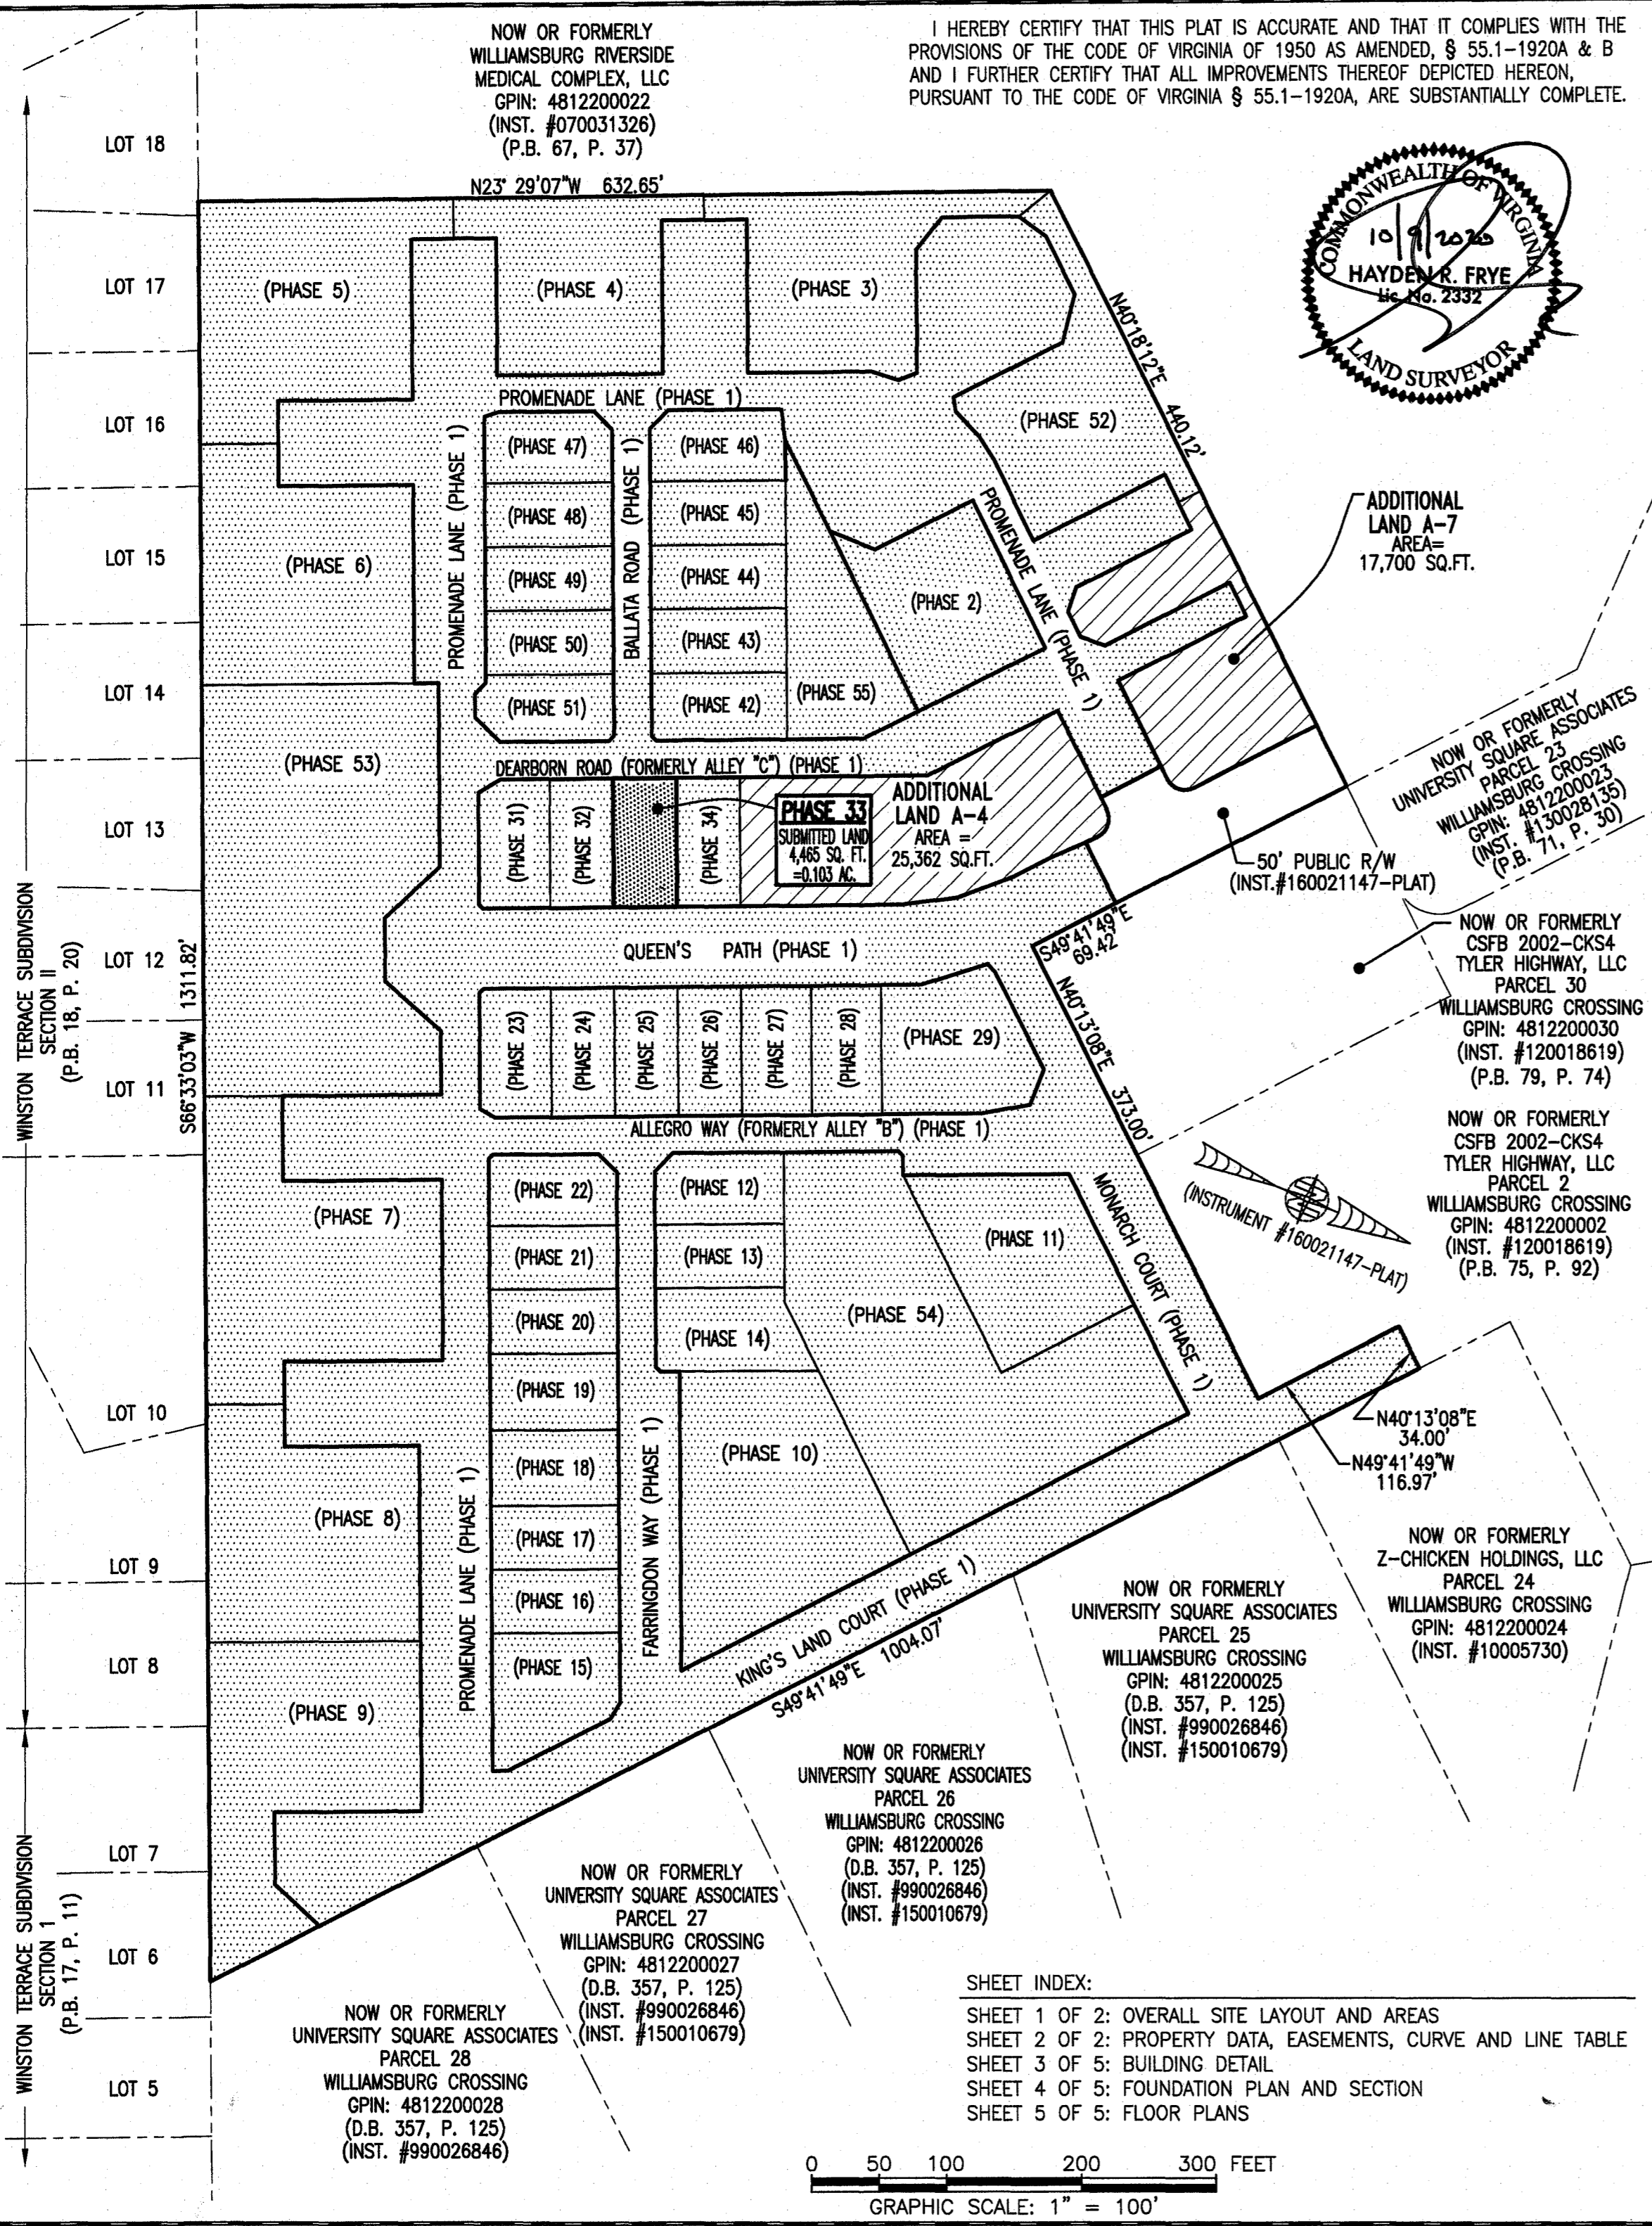 NOW OR FORMERLY
WILLIAMSBURG RIVERSIDE
MEDICAL COMPLEX, LLC
GPIN: 4812200022
(INST. #070031326)
(P.B. 67, P. 37)
I HEREBY CERTIFY THAT THIS PLAT IS ACCURATE AND THAT IT COMPLIES WITH THE
PROVISIONS OF THE CODE OF VIRGINIA OF 1950 AS AMENDED, § 55.1-1920A & B
AND I FURTHER CERTIFY THAT ALL IMPROVEMENTS THEREOF DEPICTED HEREON,
PURSUANT TO THE CODE OF VIRGINIA § 55.1-1920A, ARE SUBSTANTIALLY COMPLETE.
COMMONWEALTH OF VIRGINIA
10/9/2020
HAYDEN R. FRYE
Lic. No. 2332
LAND SURVEYOR
LOT 18
LOT 17
LOT 16
LOT 15
LOT 14
LOT 13
LOT 12
LOT 11
LOT 10
LOT 9
LOT 8
LOT 7
LOT 6
LOT 5
WINSTON TERRACE SUBDIVISION
SECTION II
(P.B. 18, P. 20)
WINSTON TERRACE SUBDIVISION
SECTION 1
(P.B. 17, P. 11)
S66°33'03"W 1311.82'
N23° 29'07"W 632.65'
N40°18'12"E 440.12'
(PHASE 5)
(PHASE 4)
(PHASE 3)
(PHASE 52)
PROMENADE LANE (PHASE 1)
PROMENADE LANE (PHASE 1)
BALLATA ROAD (PHASE 1)
PROMENADE LANE (PHASE 1)
(PHASE 47)
(PHASE 48)
(PHASE 49)
(PHASE 50)
(PHASE 51)
(PHASE 46)
(PHASE 45)
(PHASE 44)
(PHASE 43)
(PHASE 42)
(PHASE 55)
(PHASE 2)
(PHASE 6)
(PHASE 53)
ADDITIONAL
LAND A-7
AREA=
17,700 SQ.FT.
DEARBORN ROAD (FORMERLY ALLEY "C") (PHASE 1)
(PHASE 31)
(PHASE 32)
(PHASE 34)
PHASE 33
SUBMITTED LAND
4,465 SQ. FT.
=0.103 AC.
ADDITIONAL
LAND A-4
AREA =
25,362 SQ.FT.
50' PUBLIC R/W
(INST.#160021147-PLAT)
NOW OR FORMERLY
UNIVERSITY SQUARE ASSOCIATES
PARCEL 23
WILLIAMSBURG CROSSING
GPIN: 4812200023
(INST. #130028135)
(P.B. 71, P. 30)
S49°41'49"E
69.42'
QUEEN'S PATH (PHASE 1)
N40°13'08"E 373.00'
NOW OR FORMERLY
CSFB 2002-CKS4
TYLER HIGHWAY, LLC
PARCEL 30
WILLIAMSBURG CROSSING
GPIN: 4812200030
(INST. #120018619)
(P.B. 79, P. 74)
(PHASE 23)
(PHASE 24)
(PHASE 25)
(PHASE 26)
(PHASE 27)
(PHASE 28)
(PHASE 29)
ALLEGRO WAY (FORMERLY ALLEY "B") (PHASE 1)
NOW OR FORMERLY
CSFB 2002-CKS4
TYLER HIGHWAY, LLC
PARCEL 2
WILLIAMSBURG CROSSING
GPIN: 4812200002
(INST. #120018619)
(P.B. 75, P. 92)
(INSTRUMENT #160021147-PLAT)
MONARCH COURT (PHASE 1)
(PHASE 7)
(PHASE 8)
(PHASE 9)
PROMENADE LANE (PHASE 1)
(PHASE 22)
(PHASE 21)
(PHASE 20)
(PHASE 19)
(PHASE 18)
(PHASE 17)
(PHASE 16)
(PHASE 15)
FARRINGDON WAY (PHASE 1)
(PHASE 12)
(PHASE 13)
(PHASE 14)
(PHASE 11)
(PHASE 54)
(PHASE 10)
N40°13'08"E
34.00'
N49°41'49"W
116.97'
KING'S LAND COURT (PHASE 1)
S49°41'49"E 1004.07'
NOW OR FORMERLY
Z-CHICKEN HOLDINGS, LLC
PARCEL 24
WILLIAMSBURG CROSSING
GPIN: 4812200024
(INST. #10005730)
NOW OR FORMERLY
UNIVERSITY SQUARE ASSOCIATES
PARCEL 25
WILLIAMSBURG CROSSING
GPIN: 4812200025
(D.B. 357, P. 125)
(INST. #990026846)
(INST. #150010679)
NOW OR FORMERLY
UNIVERSITY SQUARE ASSOCIATES
PARCEL 26
WILLIAMSBURG CROSSING
GPIN: 4812200026
(D.B. 357, P. 125)
(INST. #990026846)
(INST. #150010679)
NOW OR FORMERLY
UNIVERSITY SQUARE ASSOCIATES
PARCEL 27
WILLIAMSBURG CROSSING
GPIN: 4812200027
(D.B. 357, P. 125)
(INST. #990026846)
(INST. #150010679)
NOW OR FORMERLY
UNIVERSITY SQUARE ASSOCIATES
PARCEL 28
WILLIAMSBURG CROSSING
GPIN: 4812200028
(D.B. 357, P. 125)
(INST. #990026846)
SHEET INDEX:
SHEET 1 OF 2: OVERALL SITE LAYOUT AND AREAS
SHEET 2 OF 2: PROPERTY DATA, EASEMENTS, CURVE AND LINE TABLE
SHEET 3 OF 5: BUILDING DETAIL
SHEET 4 OF 5: FOUNDATION PLAN AND SECTION
SHEET 5 OF 5: FLOOR PLANS
0 50 100 200 300 FEET
GRAPHIC SCALE: 1" = 100'